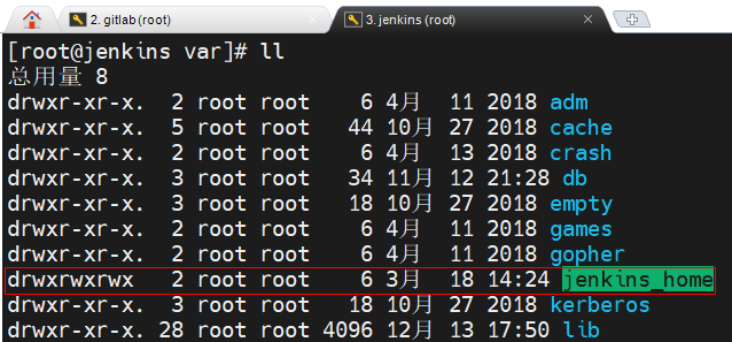 2. gitlab (root)
3. jenkins (root)
[root@jenkins var]# ll
总用量 8
drwxr-xr-x. 2 root root 6 4月 11 2018 adm
drwxr-xr-x. 5 root root 44 10月 27 2018 cache
drwxr-xr-x. 2 root root 6 4月 13 2018 crash
drwxr-xr-x. 3 root root 34 11月 12 21:28 db
drwxr-xr-x. 3 root root 18 10月 27 2018 empty
drwxr-xr-x. 2 root root 6 4月 11 2018 games
drwxr-xr-x. 2 root root 6 4月 11 2018 gopher
drwxrwxrwx 2 root root 6 3月 18 14:24 jenkins_home
drwxr-xr-x. 3 root root 18 10月 27 2018 kerberos
drwxr-xr-x. 28 root root 4096 12月 13 17:50 lib